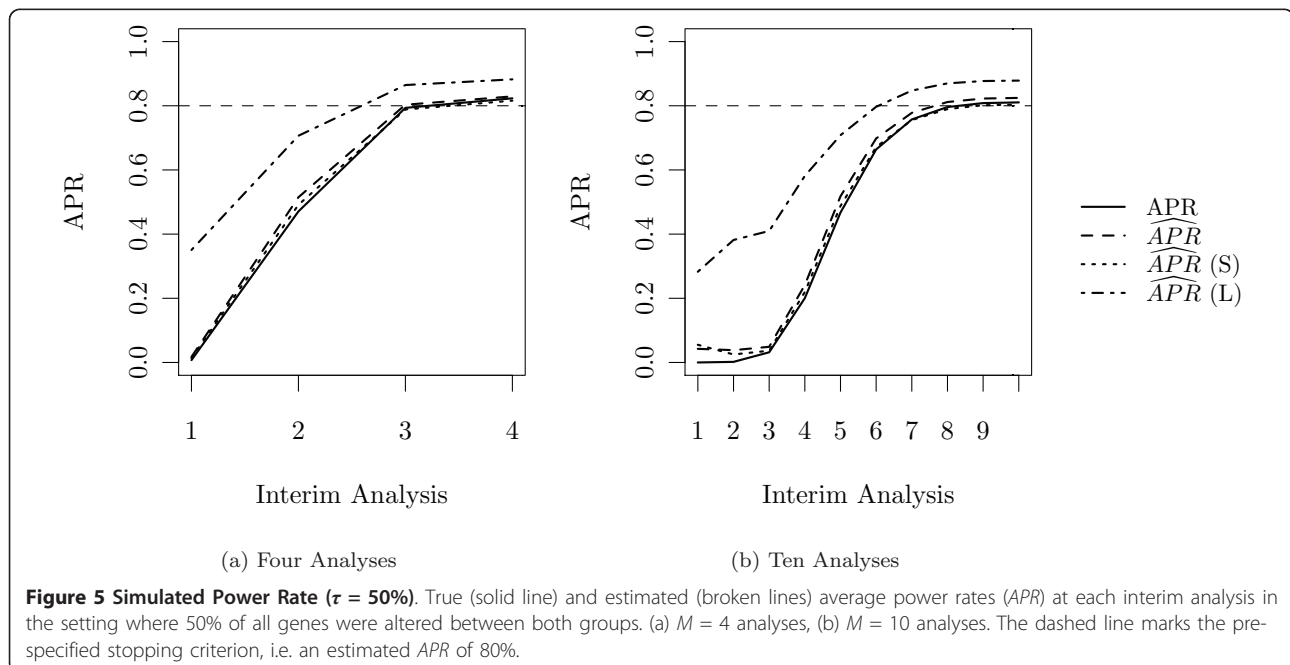 APR
0.0 0.2 0.4 0.6 0.8 1.0
1 2 3 4
Interim Analysis
(a) Four Analyses
APR
0.0 0.2 0.4 0.6 0.8 1.0
1 2 3 4 5 6 7 8 9
Interim Analysis
(b) Ten Analyses
APR
\widehat{APR}
\widehat{APR} (S)
\widehat{APR} (L)
Figure 5 Simulated Power Rate (τ = 50%). True (solid line) and estimated (broken lines) average power rates (APR) at each interim analysis in
the setting where 50% of all genes were altered between both groups. (a) M = 4 analyses, (b) M = 10 analyses. The dashed line marks the pre-
specified stopping criterion, i.e. an estimated APR of 80%.